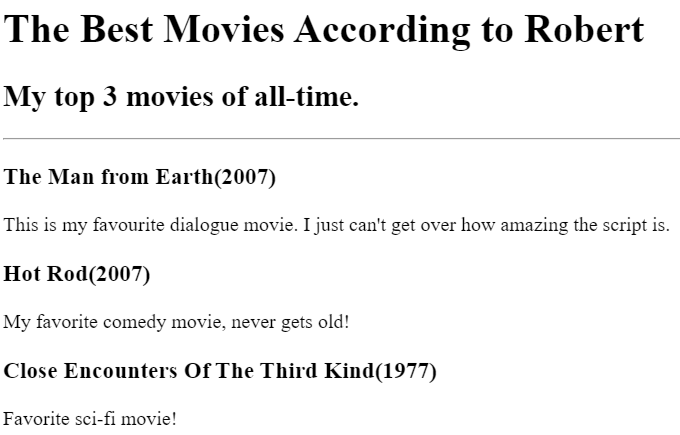 The Best Movies According to Robert
My top 3 movies of all-time.
The Man from Earth(2007)
This is my favourite dialogue movie. I just can't get over how amazing the script is.
Hot Rod(2007)
My favorite comedy movie, never gets old!
Close Encounters Of The Third Kind(1977)
Favorite sci-fi movie!